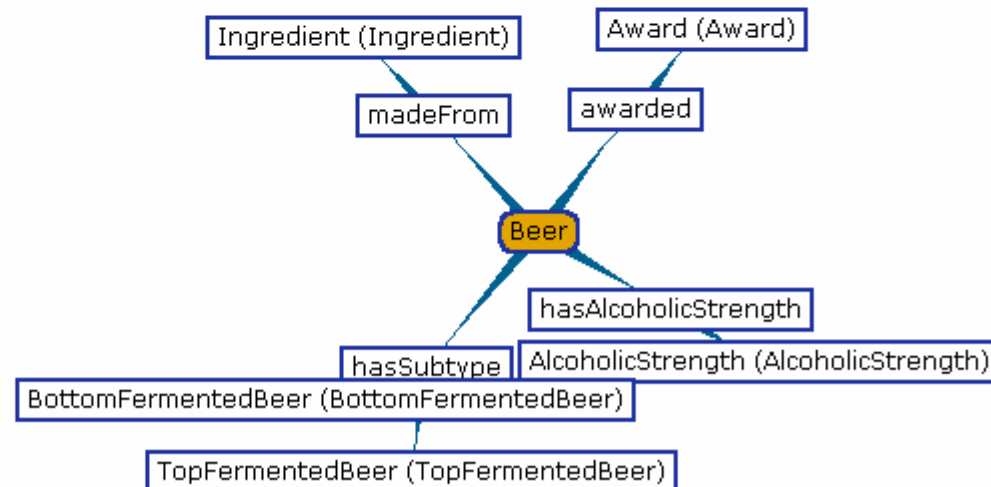 Ingredient (Ingredient)
Award (Award)
madeFrom
awarded
Beer
hasAlcoholicStrength
hasSubtype
AlcoholicStrength (AlcoholicStrength)
BottomFermentedBeer (BottomFermentedBeer)
TopFermentedBeer (TopFermentedBeer)